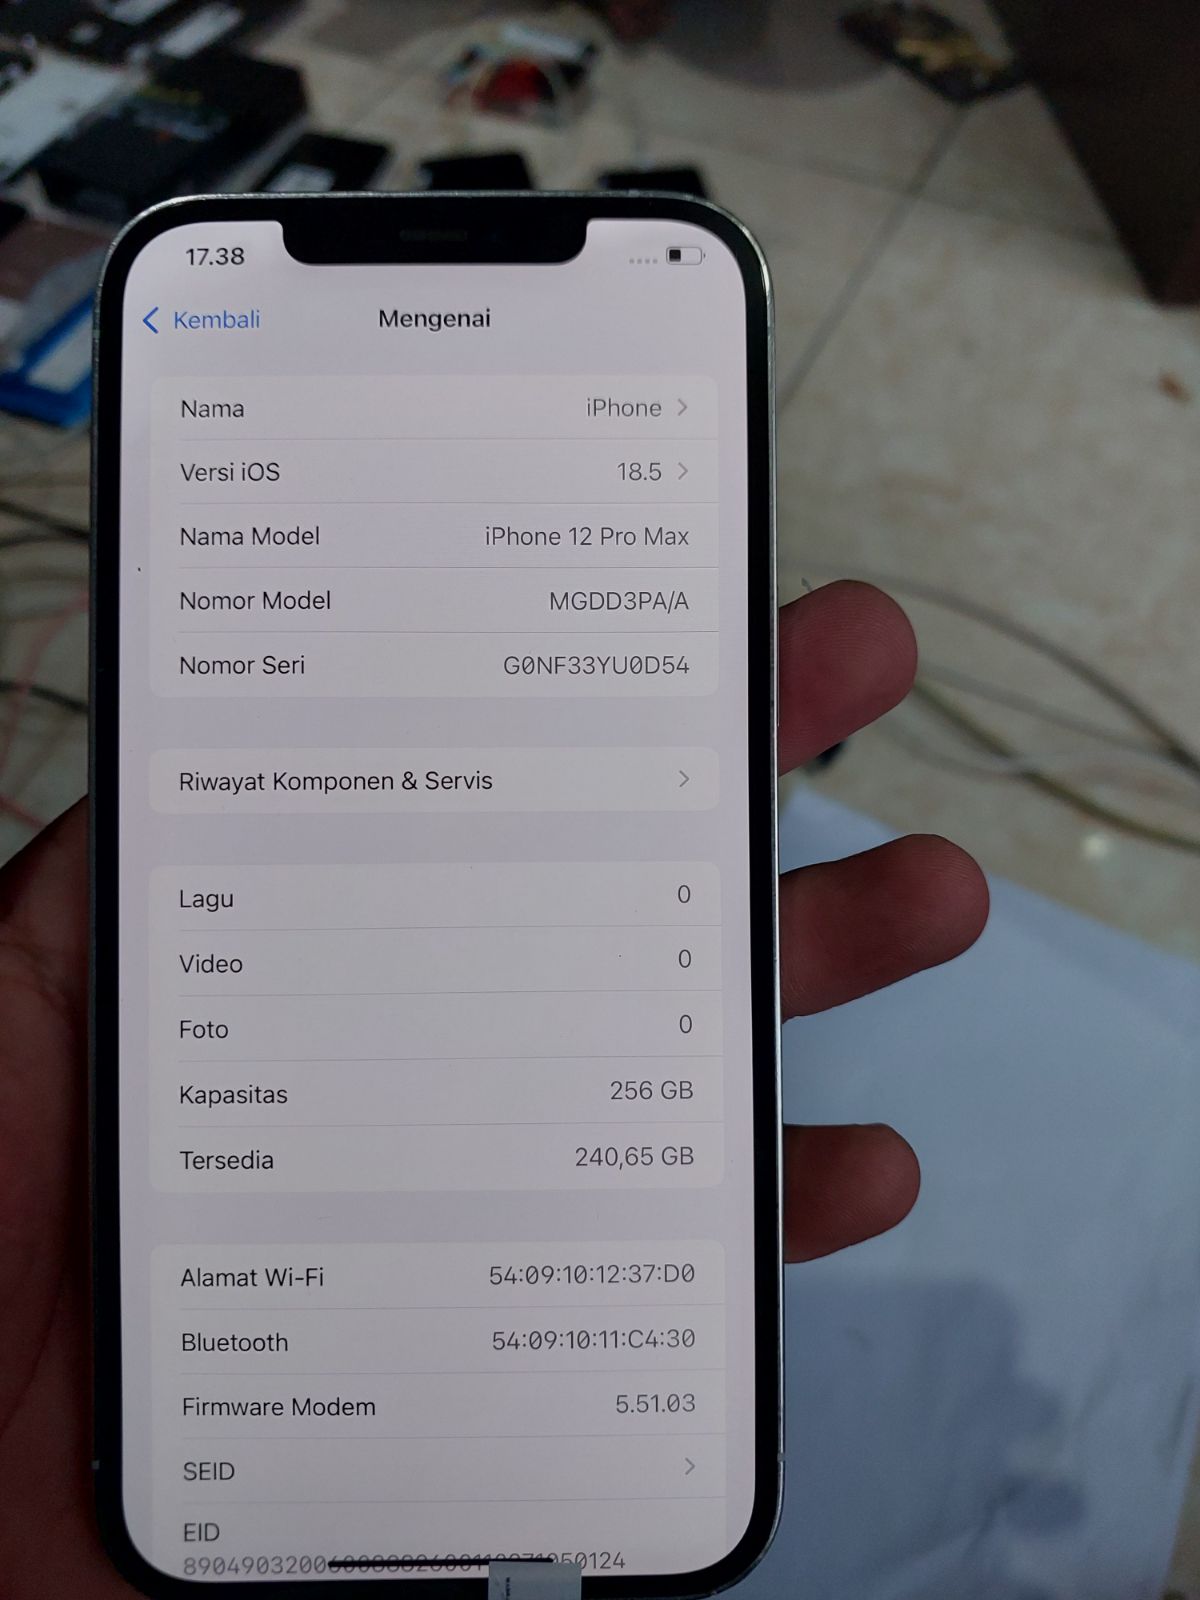 17.38
Kembali
Mengenai
Nama iPhone
Versi iOS 18.5
Nama Model iPhone 12 Pro Max
Nomor Model MGDD3PA/A
Nomor Seri G0NF33YU0D54
Riwayat Komponen & Servis
Lagu 0
Video 0
Foto 0
Kapasitas 256 GB
Tersedia 240,65 GB
Alamat Wi-Fi 54:09:10:12:37:D0
Bluetooth 54:09:10:11:C4:30
Firmware Modem 5.51.03
SEID
EID